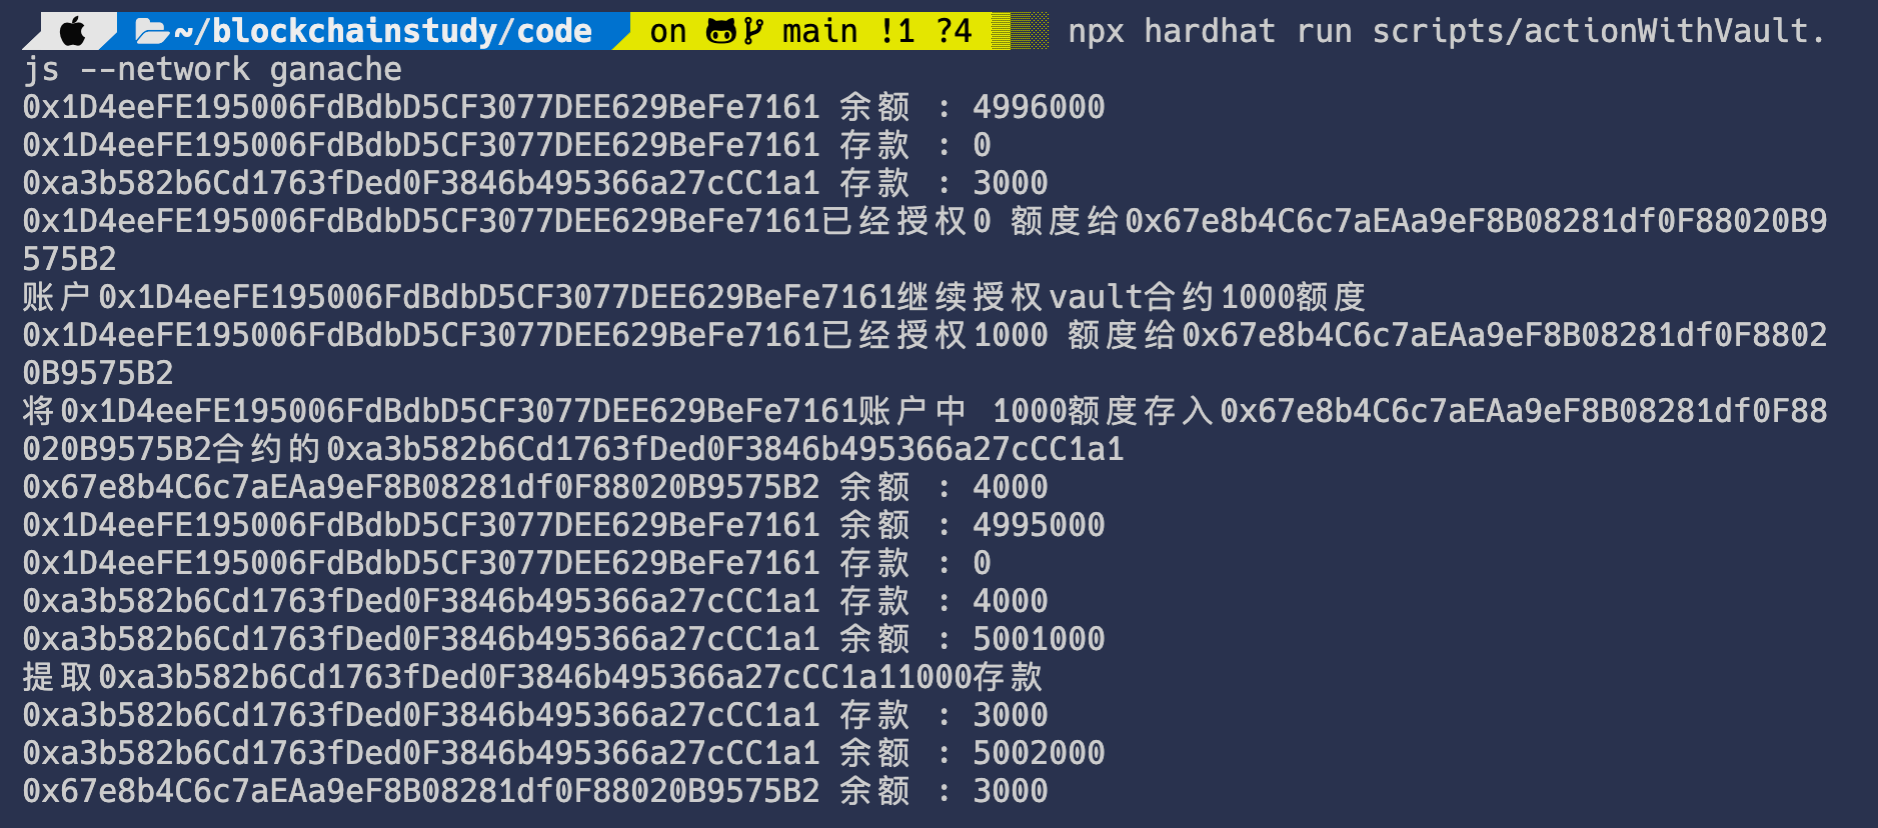 ~/blockchainstudy/code on main !1 ?4 npx hardhat run scripts/actionWithVault.
js --network ganache
0x1D4eeFE195006FdBdbD5CF3077DEE629BeFe7161 余额 : 4996000
0x1D4eeFE195006FdBdbD5CF3077DEE629BeFe7161 存款 : 0
0xa3b582b6Cd1763fDed0F3846b495366a27cCC1a1 存款 : 3000
0x1D4eeFE195006FdBdbD5CF3077DEE629BeFe7161已经授权0 额度给0x67e8b4C6c7aEAa9eF8B08281df0F88020B9
575B2
账户0x1D4eeFE195006FdBdbD5CF3077DEE629BeFe7161继续授权vault合约1000额度
0x1D4eeFE195006FdBdbD5CF3077DEE629BeFe7161已经授权1000 额度给0x67e8b4C6c7aEAa9eF8B08281df0F8802
0B9575B2
将0x1D4eeFE195006FdBdbD5CF3077DEE629BeFe7161账户中 1000额度存入0x67e8b4C6c7aEAa9eF8B08281df0F88
020B9575B2合约的0xa3b582b6Cd1763fDed0F3846b495366a27cCC1a1
0x67e8b4C6c7aEAa9eF8B08281df0F88020B9575B2 余额 : 4000
0x1D4eeFE195006FdBdbD5CF3077DEE629BeFe7161 余额 : 4995000
0x1D4eeFE195006FdBdbD5CF3077DEE629BeFe7161 存款 : 0
0xa3b582b6Cd1763fDed0F3846b495366a27cCC1a1 存款 : 4000
0xa3b582b6Cd1763fDed0F3846b495366a27cCC1a1 余额 : 5001000
提取0xa3b582b6Cd1763fDed0F3846b495366a27cCC1a11000存款
0xa3b582b6Cd1763fDed0F3846b495366a27cCC1a1 存款 : 3000
0xa3b582b6Cd1763fDed0F3846b495366a27cCC1a1 余额 : 5002000
0x67e8b4C6c7aEAa9eF8B08281df0F88020B9575B2 余额 : 3000